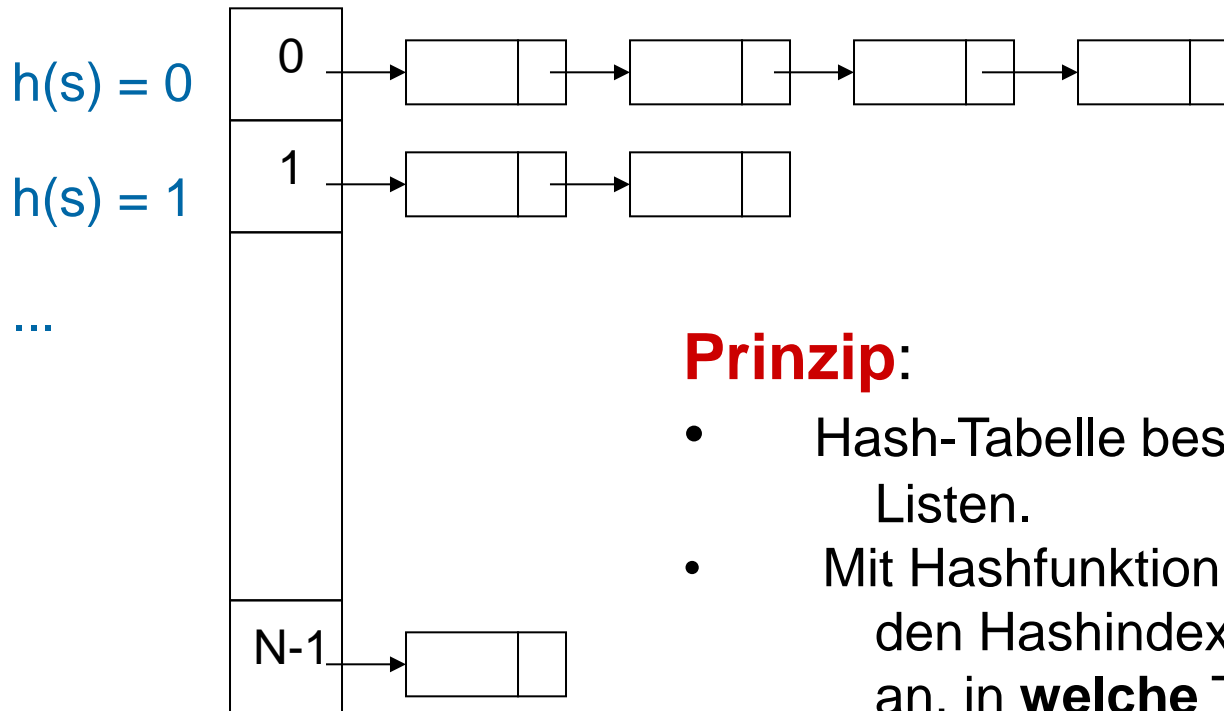 h(s) = 0
0
h(s) = 1
1
...
N-1
Prinzip:
• Hash-Tabelle bes
Listen.
• Mit Hashfunktion
den Hashindex
an, in welche T